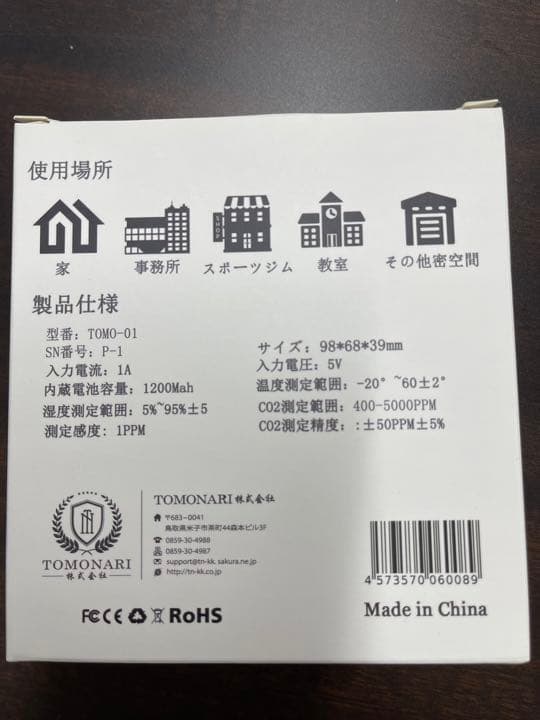 使用場所
SHOP
家 事務所 スポーツジム 教室 その他密空間
製品仕様
型番: TOMO-01
SN番号: P-1
入力電流: 1A
内蔵電池容量: 1200Mah
湿度測定範囲: 5%~95%±5
測定感度: 1PPM
サイズ: 98*68*39mm
入力電圧: 5V
温度測定範囲: -20°~60±2°
CO2測定範囲: 400-5000PPM
CO2測定精度: :±50PPM±5%
TOMONARI
株式会社
TOMONARI 株式会社
〒683-0041
鳥取県米子市茶町44森本ビル3F
0859-30-4988
0859-30-4987
support@tn-kk.sakura.ne.jp
http://tn-kk.co.jp
FC CE RoHS
4 573570 060089
Made in China